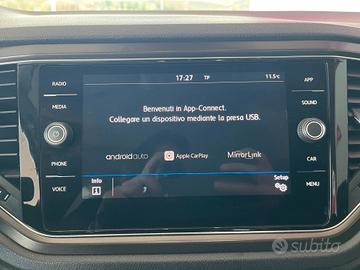 17:27 TP 11.5°C
RADIO
APP
MEDIA
SOUND
Benvenuti in App-Connect.
Collegare un dispositivo mediante la presa USB.
PHONE
CAR
androidauto Apple CarPlay MirrorLink
VOICE
Info
Setup
MENU
subito